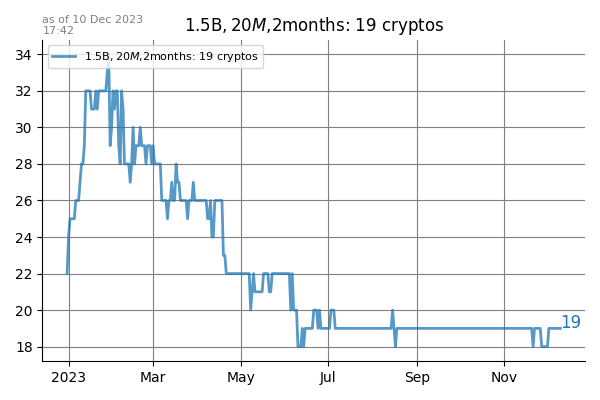 as of 10 Dec 2023
17:42
1.5B, 20M,2months: 19 cryptos
1.5B, 20M,2months: 19 cryptos
34
32
30
28
26
24
22
20
18
19
2023
Mar
May
Jul
Sep
Nov